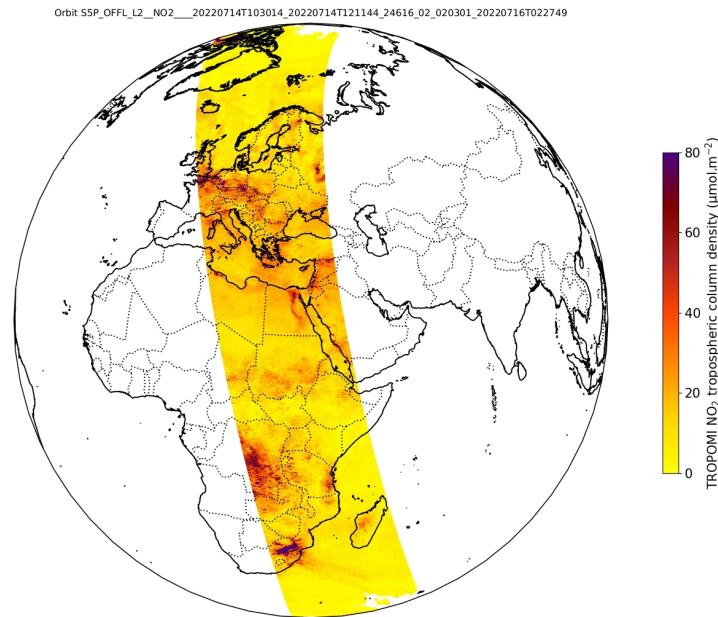 Orbit S5P_OFFL_L2__NO2____20220714T103014_20220714T121144_24616_02_020301_20220716T022749
80
60
40
20
0
TROPOMI NO₂ tropospheric column density (μmol.m⁻²)